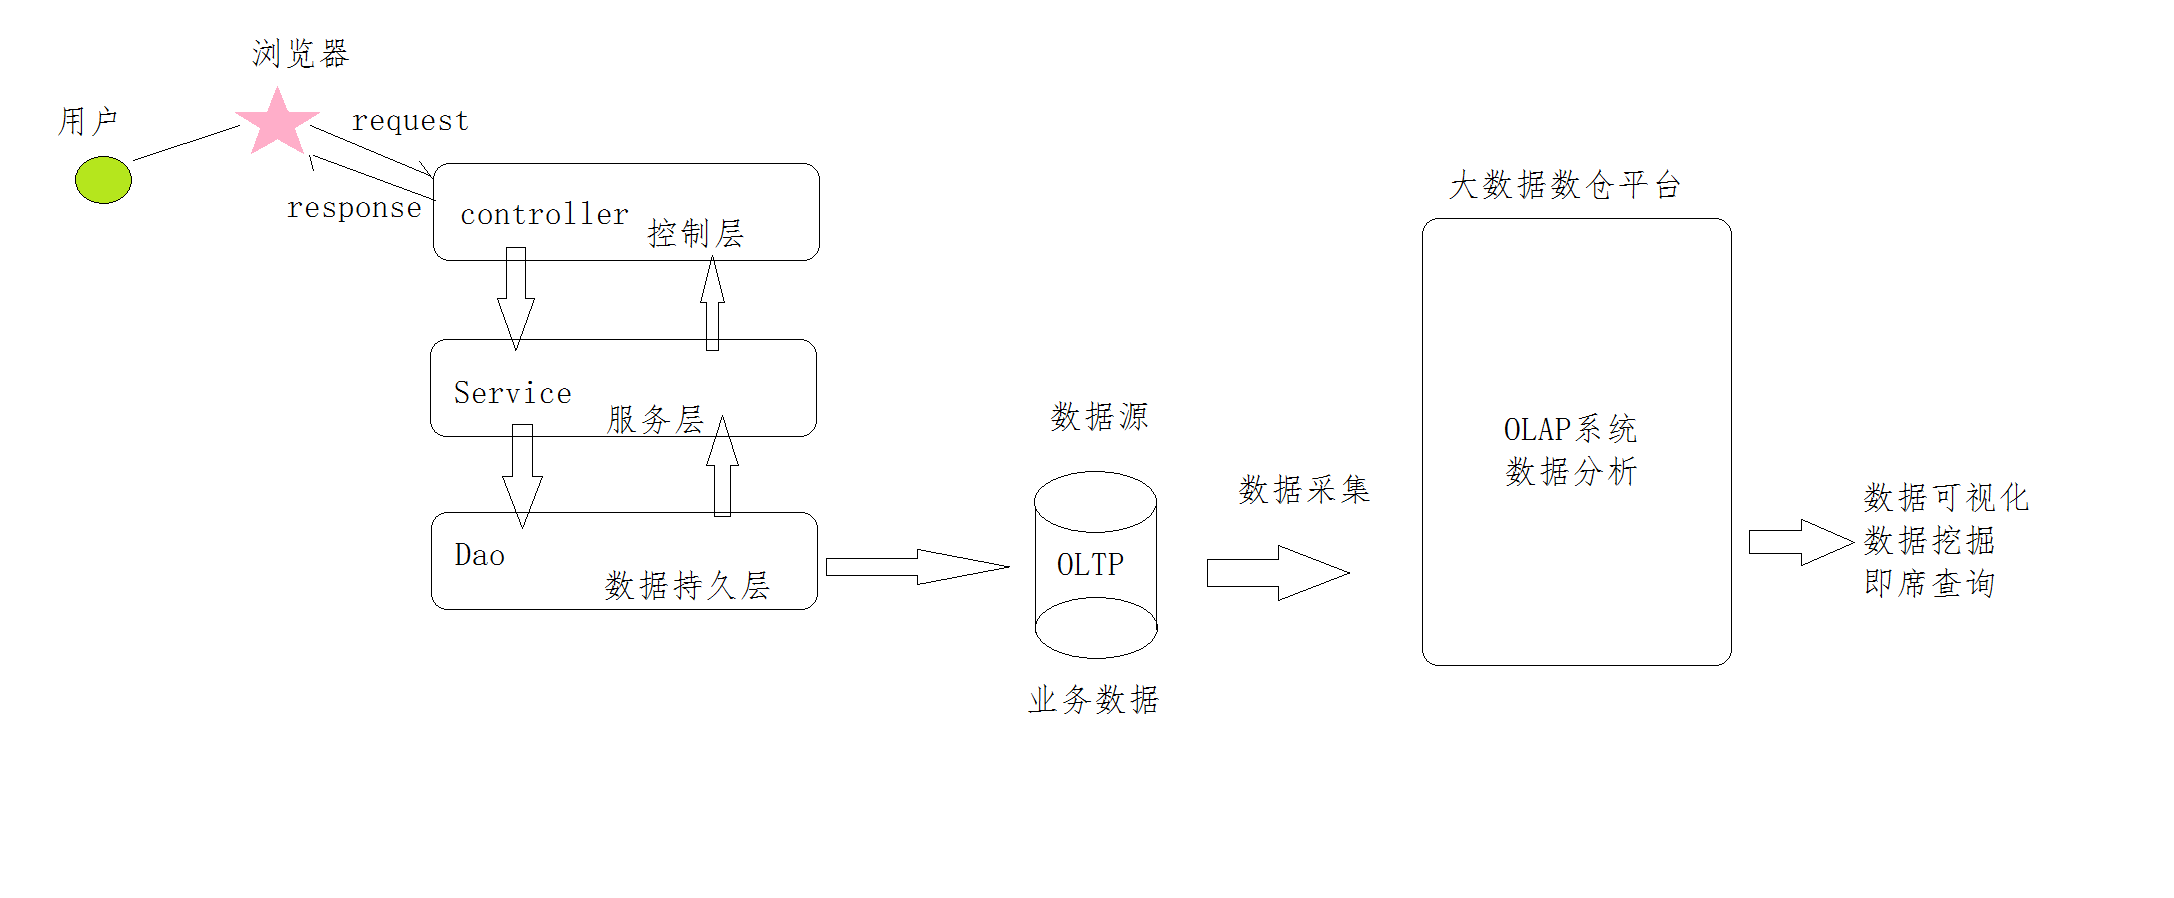 浏览器
用户
request
response
controller
控制层
Service
服务层
Dao
数据持久层
数据源
OLTP
业务数据
数据采集
大数据数仓平台
OLAP系统
数据分析
数据可视化
数据挖掘
即席查询